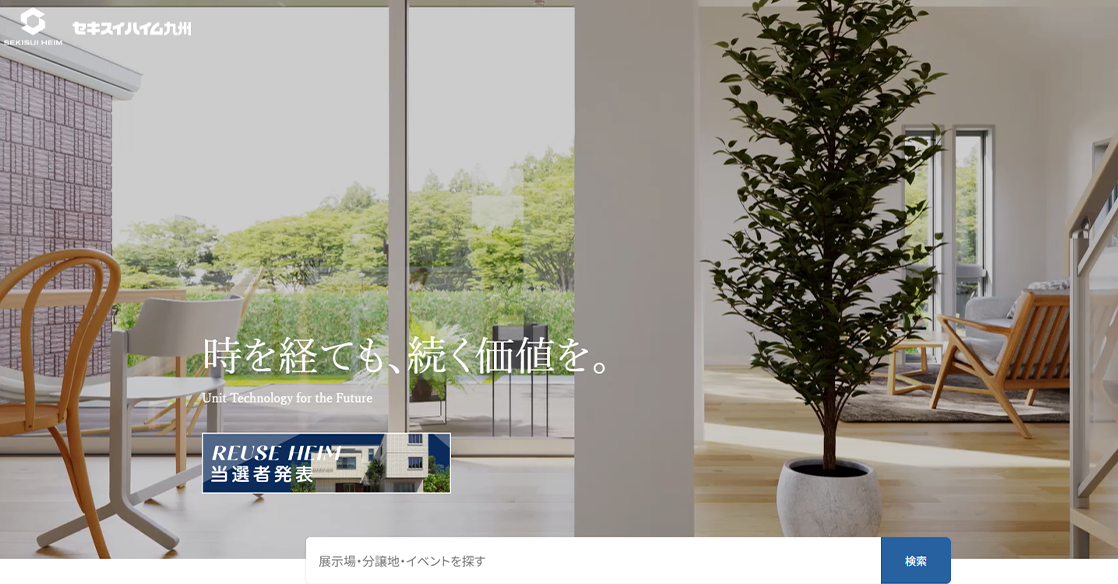 SEKISUI HEIM
セキスイハイム九州
時を経ても、続く価値を。
Unit Technology for the Future
REUSE HEIM
当選者発表
展示場・分譲地・イベントを探す
検索